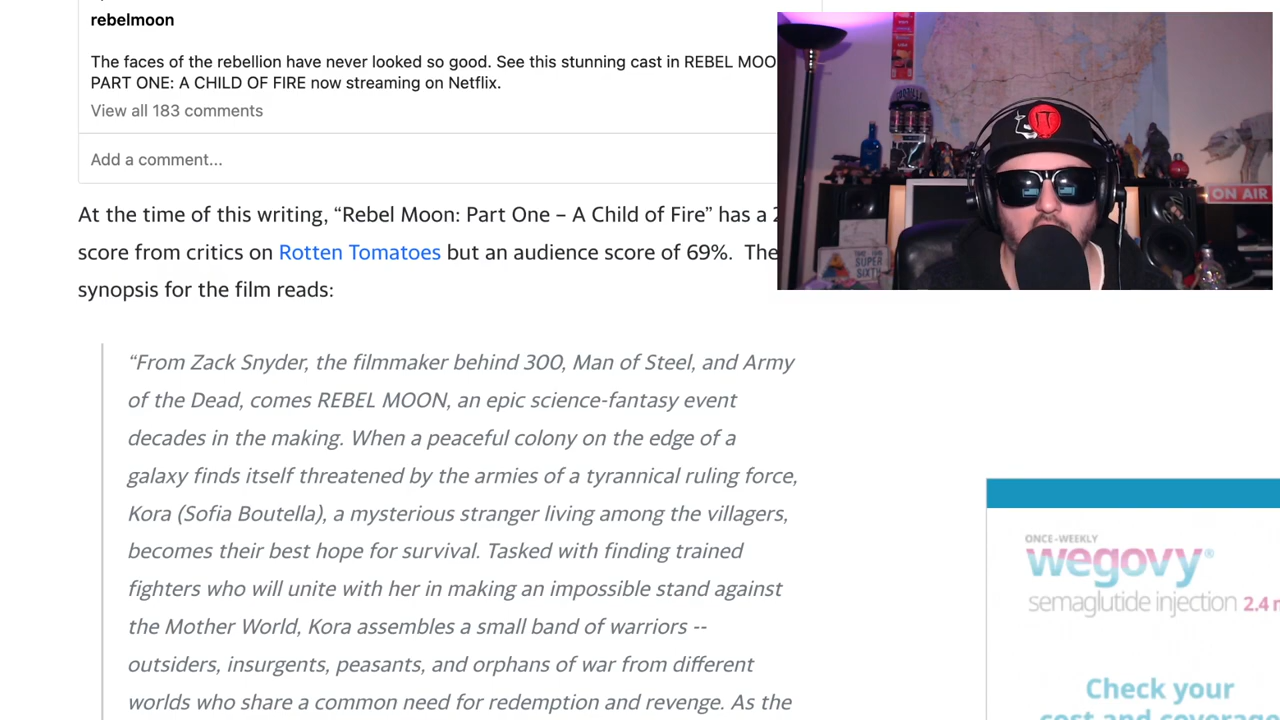 rebelmoon
The faces of the rebellion have never looked so good. See this stunning cast in REBEL MOO
PART ONE: A CHILD OF FIRE now streaming on Netflix.
View all 183 comments
Add a comment...
At the time of this writing, “Rebel Moon: Part One – A Child of Fire” has a 2
score from critics on Rotten Tomatoes but an audience score of 69%. The
synopsis for the film reads:
“From Zack Snyder, the filmmaker behind 300, Man of Steel, and Army
of the Dead, comes REBEL MOON, an epic science-fantasy event
decades in the making. When a peaceful colony on the edge of a
galaxy finds itself threatened by the armies of a tyrannical ruling force,
Kora (Sofia Boutella), a mysterious stranger living among the villagers,
becomes their best hope for survival. Tasked with finding trained
fighters who will unite with her in making an impossible stand against
the Mother World, Kora assembles a small band of warriors --
outsiders, insurgents, peasants, and orphans of war from different
worlds who share a common need for redemption and revenge. As the
ON AIR
SUPER
SIXTH
ONCE-WEEKLY
wegovy®
semaglutide injection 2.4 m
Check your
cost and coverage